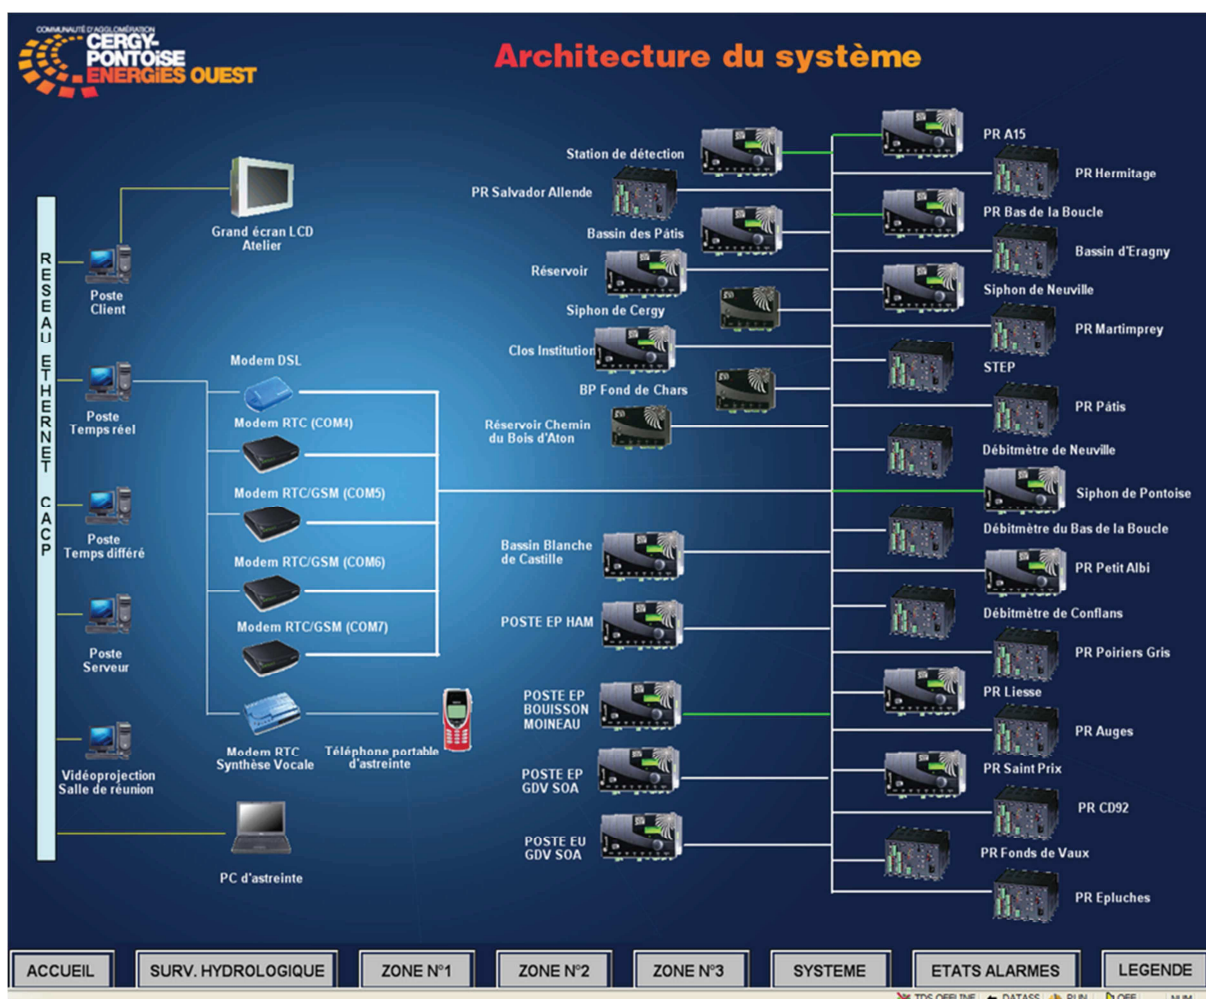 COMMUNAUTÉ D'AGGLOMÉRATION
CERGY-
PONTOiSE
ENERGiES OUEST
Architecture du système
RESEAU ETHERNET CACP
Grand écran LCD
Atelier
Poste
Client
Poste
Temps réel
Poste
Temps différé
Poste
Serveur
Vidéoprojection
Salle de réunion
PC d'astreinte
Modem DSL
Modem RTC (COM4)
Modem RTC/GSM (COM5)
Modem RTC/GSM (COM6)
Modem RTC/GSM (COM7)
Modem RTC
Synthèse Vocale
Téléphone portable
d'astreinte
Station de détection
PR Salvador Allende
Bassin des Pâtis
Réservoir
Siphon de Cergy
Clos Institution
BP Fond de Chars
Réservoir Chemin
du Bois d'Aton
Bassin Blanche
de Castille
POSTE EP HAM
POSTE EP
BOUISSON
MOINEAU
POSTE EP
GDV SOA
POSTE EU
GDV SOA
PR A15
PR Hermitage
PR Bas de la Boucle
Bassin d'Eragny
Siphon de Neuville
PR Martimprey
STEP
PR Pâtis
Débitmètre de Neuville
Siphon de Pontoise
Débitmètre du Bas de la Boucle
PR Petit Albi
Débitmètre de Conflans
PR Poiriers Gris
PR Liesse
PR Auges
PR Saint Prix
PR CD92
PR Fonds de Vaux
PR Epluches
ACCUEIL
SURV. HYDROLOGIQUE
ZONE N°1
ZONE N°2
ZONE N°3
SYSTEME
ETATS ALARMES
LEGENDE
TDS OFFLINE
DATASS
RUN
OFF
NUM